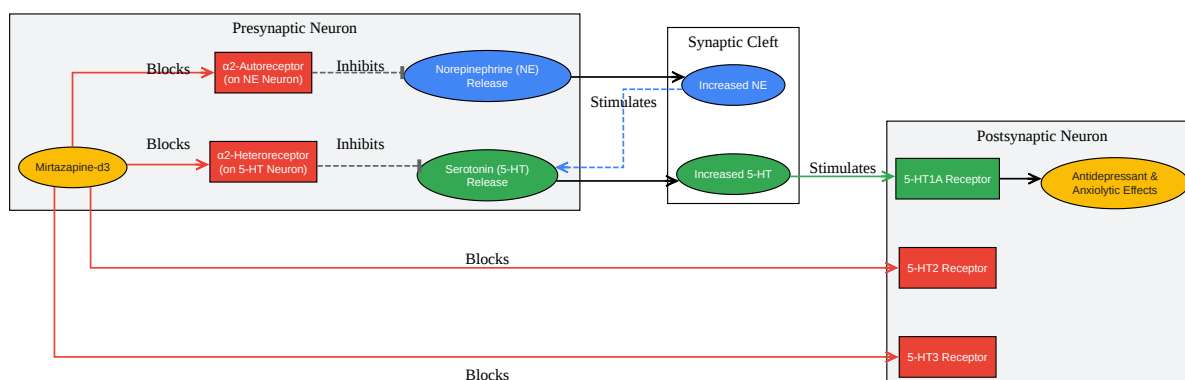 Presynaptic Neuron
Synaptic Cleft
Blocks
α2-Autoreceptor
(on NE Neuron)
Inhibits
Norepinephrine (NE)
Release
Increased NE
Stimulates
Postsynaptic Neuron
Mirtazapine-d3
Blocks
α2-Heteroreceptor
(on 5-HT Neuron)
Inhibits
Serotonin (5-HT)
Release
Increased 5-HT
Stimulates
5-HT1A Receptor
Antidepressant &
Anxiolytic Effects
Blocks
5-HT2 Receptor
Blocks
5-HT3 Receptor